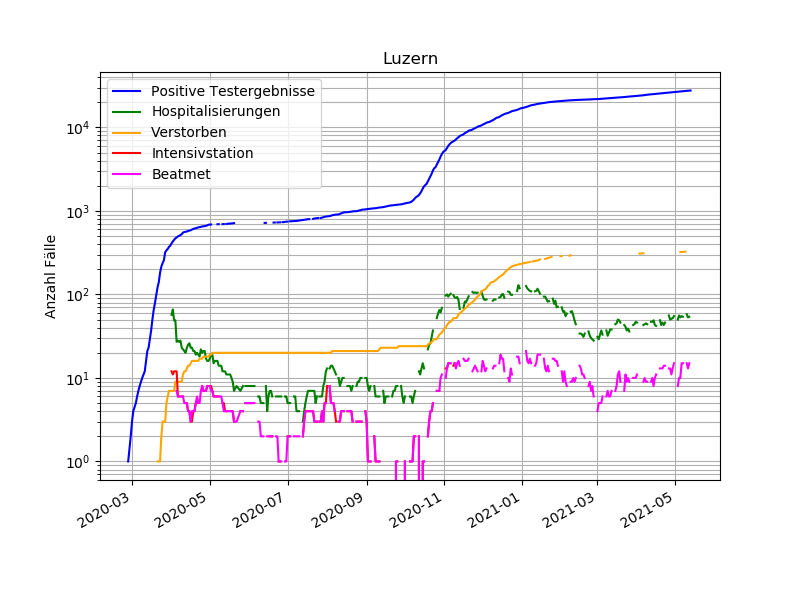 Luzern
Positive Testergebnisse
Hospitalisierungen
Verstorben
Intensivstation
Beatmet
Anzahl Fälle
10⁴
10³
10²
10¹
10⁰
2020-03
2020-05
2020-07
2020-09
2020-11
2021-01
2021-03
2021-05